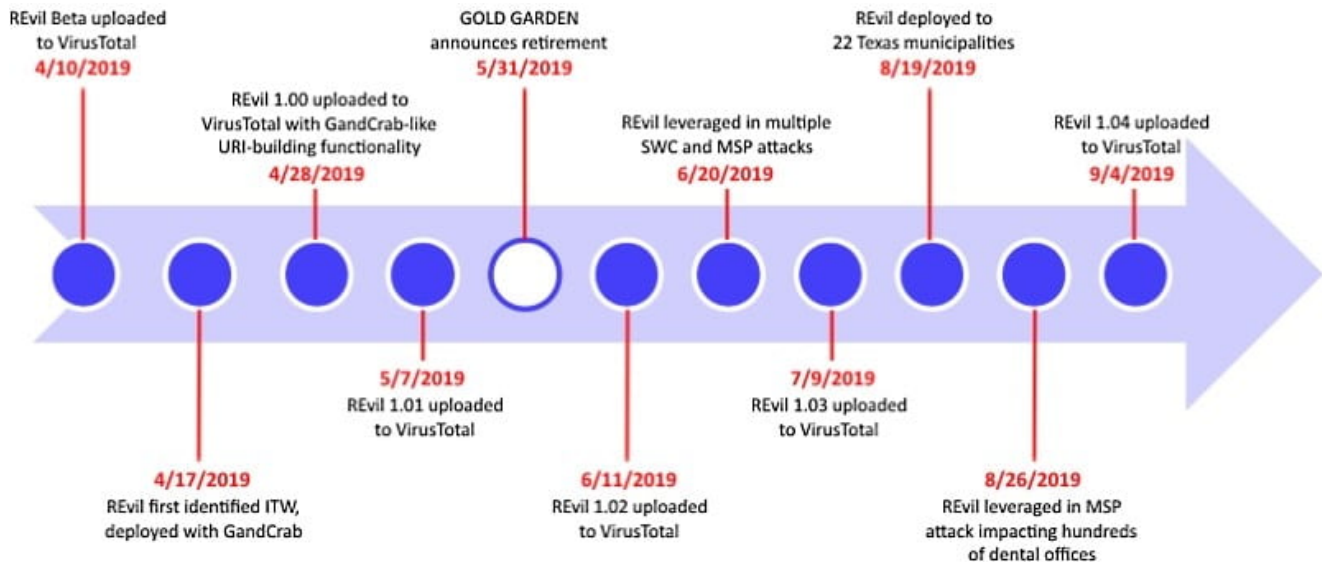 REvil Beta uploaded
to VirusTotal
4/10/2019
REvil first identified ITW,
deployed with GandCrab
4/17/2019
REvil 1.00 uploaded to
VirusTotal with GandCrab-like
URI-building functionality
4/28/2019
5/7/2019
REvil 1.01 uploaded
to VirusTotal
GOLD GARDEN
announces retirement
5/31/2019
6/11/2019
REvil 1.02 uploaded
to VirusTotal
REvil leveraged in multiple
SWC and MSP attacks
6/20/2019
7/9/2019
REvil 1.03 uploaded
to VirusTotal
REvil deployed to
22 Texas municipalities
8/19/2019
8/26/2019
REvil leveraged in MSP
attack impacting hundreds
of dental offices
REvil 1.04 uploaded
to VirusTotal
9/4/2019